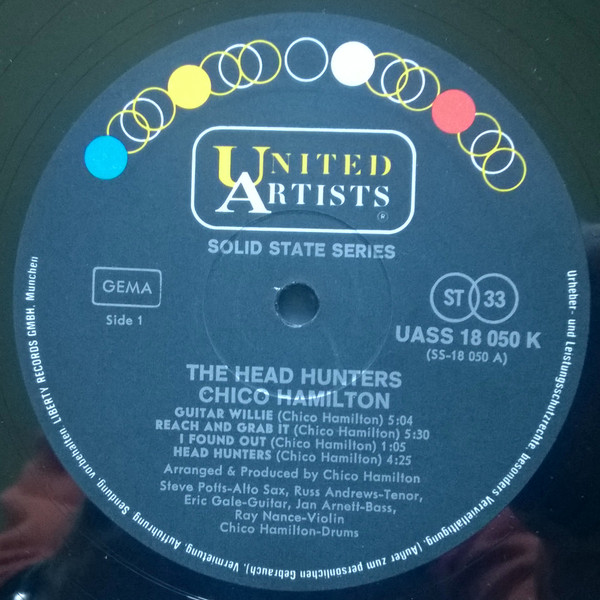 UNITED
ARTISTS
®
SOLID STATE SERIES
GEMA
Side 1
ST 33
UASS 18 050 K
(SS-18 050 A)
THE HEAD HUNTERS
CHICO HAMILTON
GUITAR WILLIE (Chico Hamilton) 5:04
REACH AND GRAB IT (Chico Hamilton) 5:30
I FOUND OUT (Chico Hamilton) 1:05
HEAD HUNTERS (Chico Hamilton) 4:25
Arranged & Produced by Chico Hamilton
Steve Potts-Alto Sax, Russ Andrews-Tenor,
Eric Gale-Guitar, Jan Arnett-Bass,
Ray Nance-Violin
Chico Hamilton-Drums
Urheber- und Leistungsschutzrechte, besonders Vervielfältigung, (Außer zum persönlichen Gebrauch), Vermietung, Aufführung, Sendung, vorbehalten. LIBERTY RECORDS GMBH. Munchen